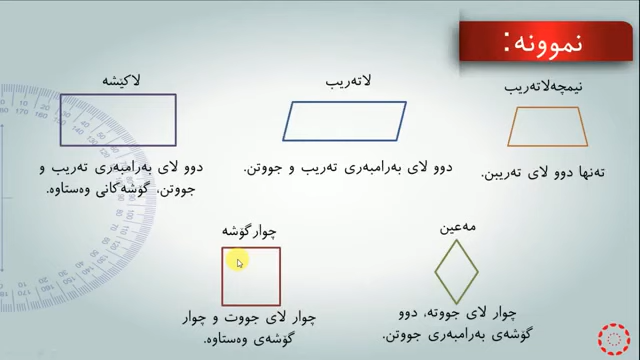 نموونە:
نیمچەلاتەریب
تەنها دوو لای تەریبن.
لاتەریب
دوو لای بەرامبەری تەریب و جووتن.
لاکێشە
دوو لای بەرامبەری تەریب و
جووتن، گۆشەکانی وەستاوە.
مەعین
چوار لای جووتە، دوو
گۆشەی بەرامبەری جووتن.
چوارگۆشە
چوار لای جووت و چوار
گۆشەی وەستاوە.